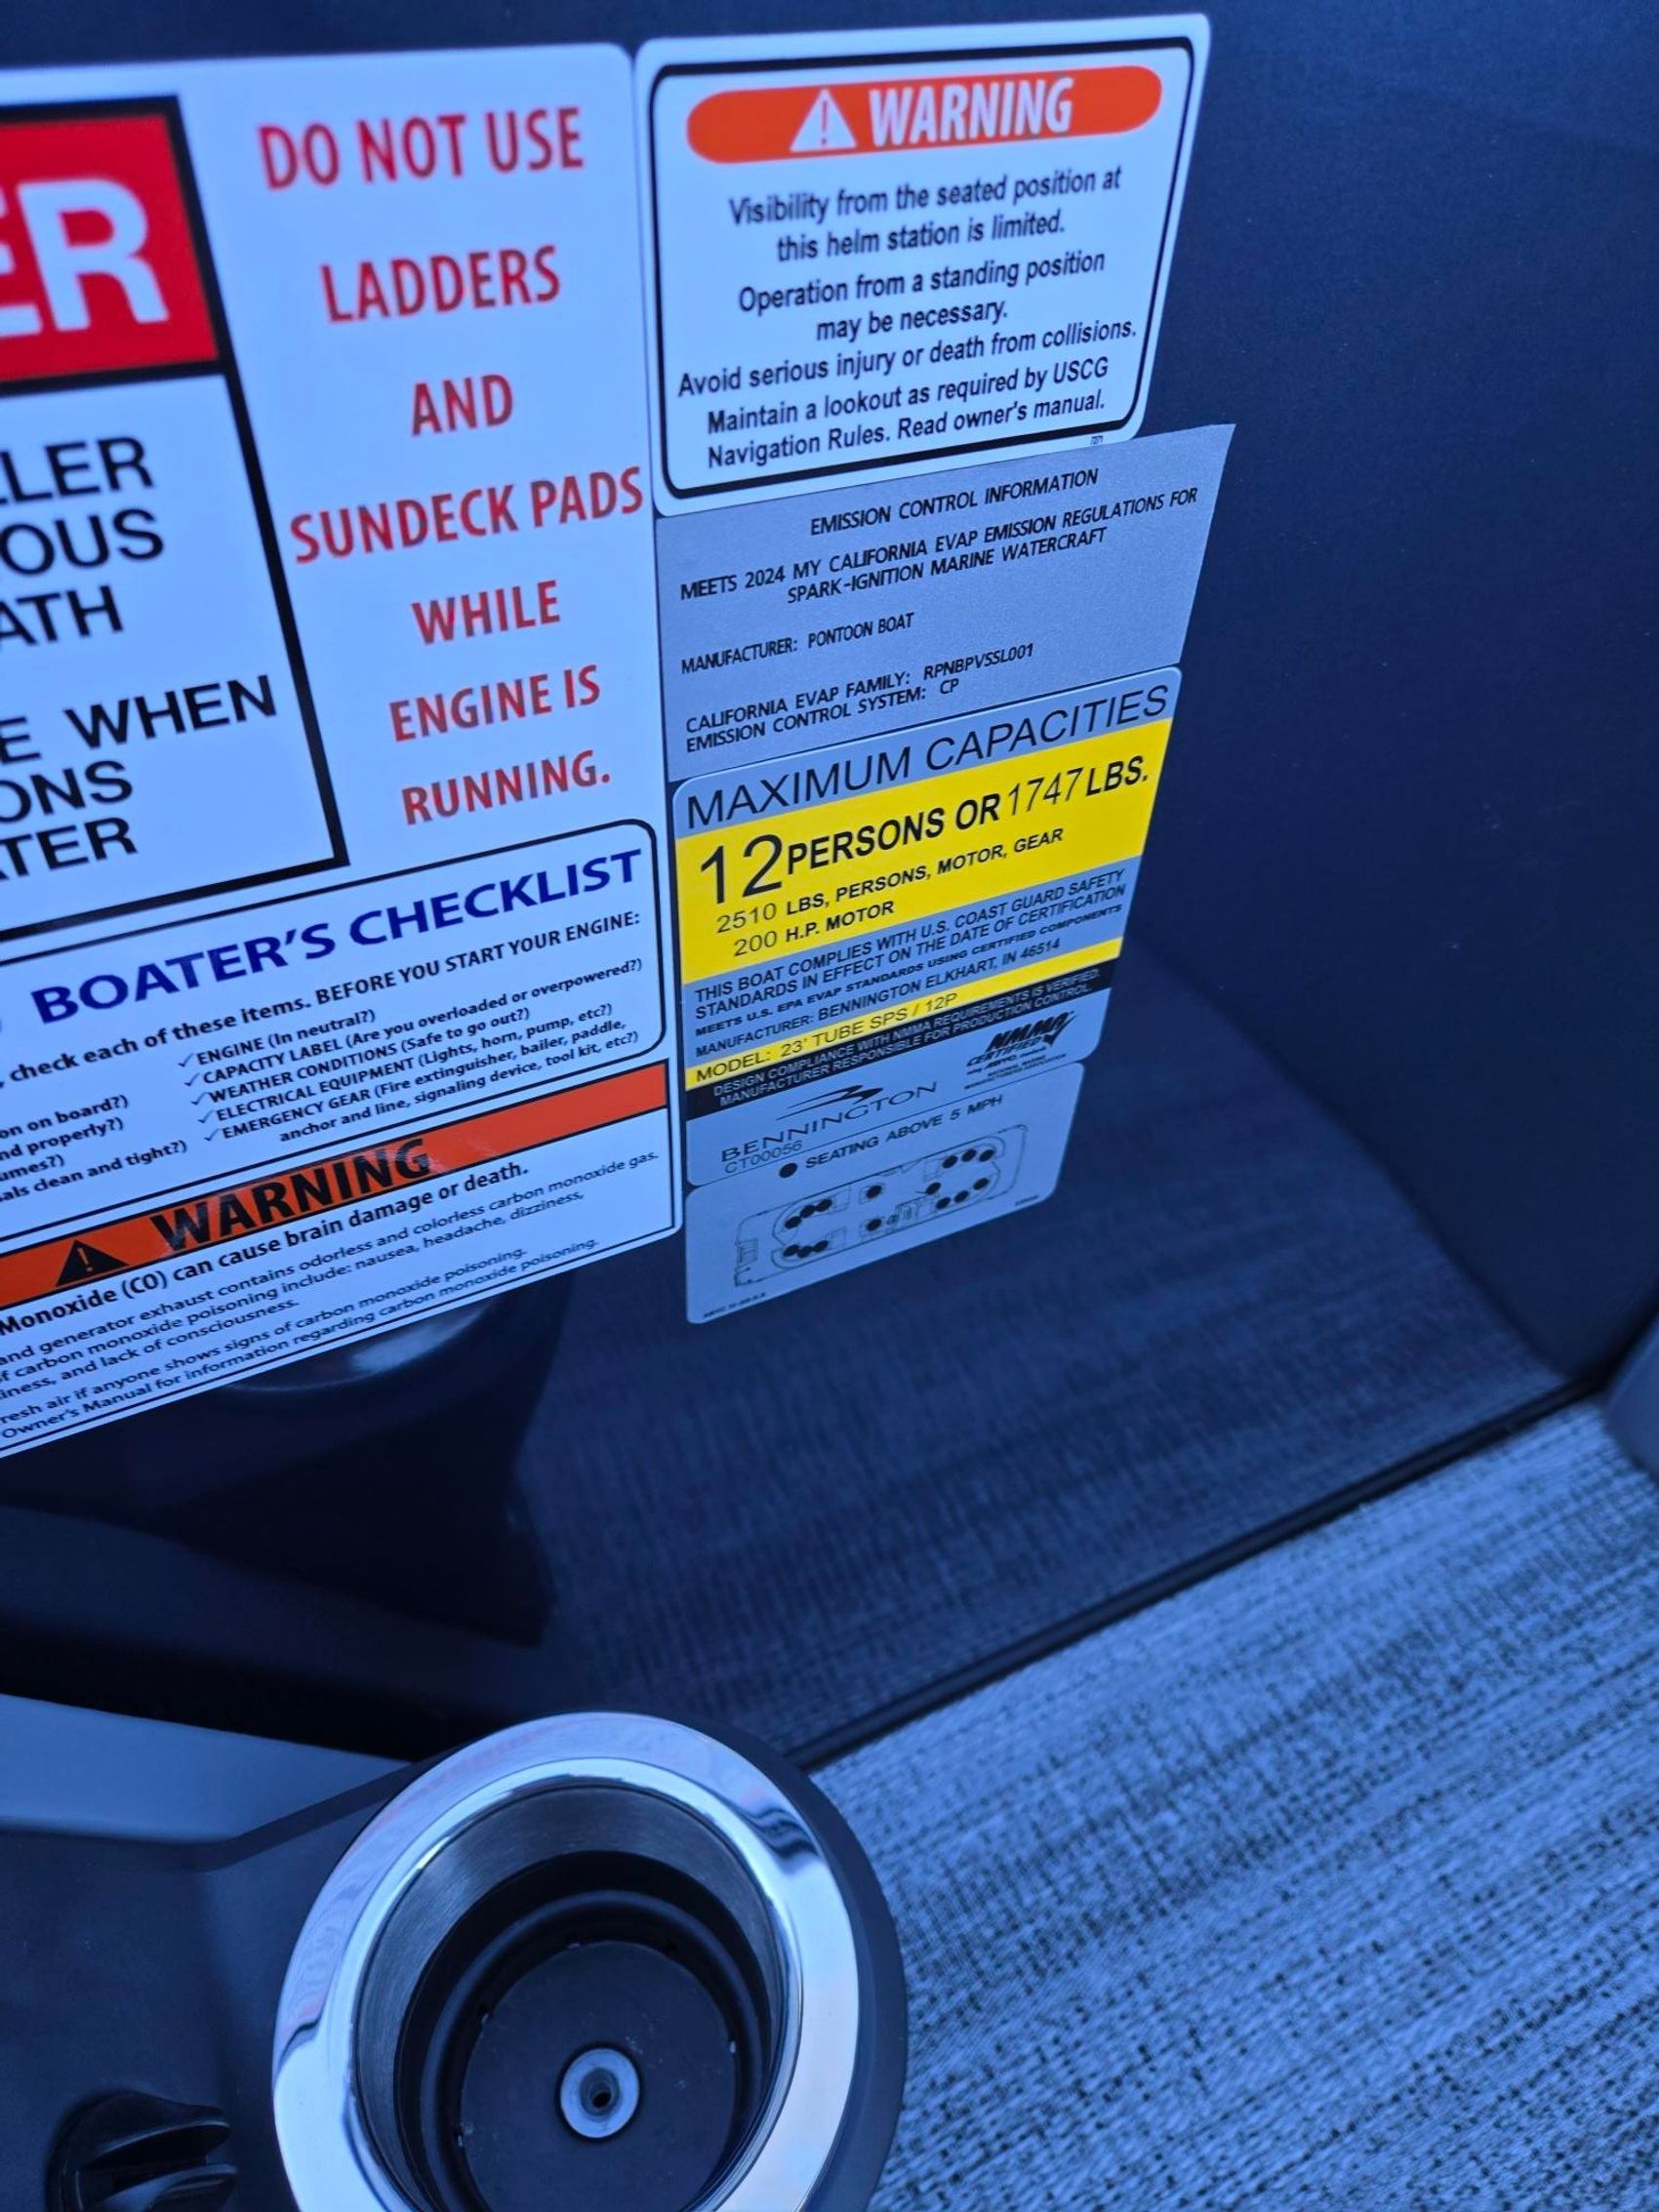 ER
LLER
OUS
ATH
E WHEN
ONS
TER
DO NOT USE
LADDERS
AND
SUNDECK PADS
WHILE
ENGINE IS
RUNNING.
BOATER'S CHECKLIST
, check each of these items. BEFORE YOU START YOUR ENGINE:
on on board?)
nd properly?)
umes?)
als clean and tight?)
✓ENGINE (In neutral?)
✓CAPACITY LABEL (Are you overloaded or overpowered?)
✓WEATHER CONDITIONS (Safe to go out?)
✓ELECTRICAL EQUIPMENT (Lights, horn, pump, etc?)
✓EMERGENCY GEAR (Fire extinguisher, bailer, paddle,
anchor and line, signaling device, tool kit, etc?)
WARNING
Monoxide (CO) can cause brain damage or death.
and generator exhaust contains odorless and colorless carbon monoxide gas.
f carbon monoxide poisoning include: nausea, headache, dizziness,
iness, and lack of consciousness.
resh air if anyone shows signs of carbon monoxide poisoning.
Owner's Manual for information regarding carbon monoxide poisoning.
WARNING
Visibility from the seated position at
this helm station is limited.
Operation from a standing position
may be necessary.
Avoid serious injury or death from collisions.
Maintain a lookout as required by USCG
Navigation Rules. Read owner's manual.
EMISSION CONTROL INFORMATION
MEETS 2024 MY CALIFORNIA EVAP EMISSION REGULATIONS FOR
SPARK-IGNITION MARINE WATERCRAFT
MANUFACTURER: PONTOON BOAT
CALIFORNIA EVAP FAMILY: RPNBPVSSL001
EMISSION CONTROL SYSTEM: CP
MAXIMUM CAPACITIES
12 PERSONS OR 1747 LBS.
2510 LBS, PERSONS, MOTOR, GEAR
200 H.P. MOTOR
THIS BOAT COMPLIES WITH U.S. COAST GUARD SAFETY
STANDARDS IN EFFECT ON THE DATE OF CERTIFICATION
MEETS U.S. EPA EVAP STANDARDS USING CERTIFIED COMPONENTS
MANUFACTURER: BENNINGTON ELKHART, IN 46514
MODEL: 23' TUBE SPS / 12P
DESIGN COMPLIANCE WITH NMMA REQUIREMENTS IS VERIFIED.
MANUFACTURER RESPONSIBLE FOR PRODUCTION CONTROL.
NMMA
CERTIFIED
BENNINGTON
CT00056
SEATING ABOVE 5 MPH